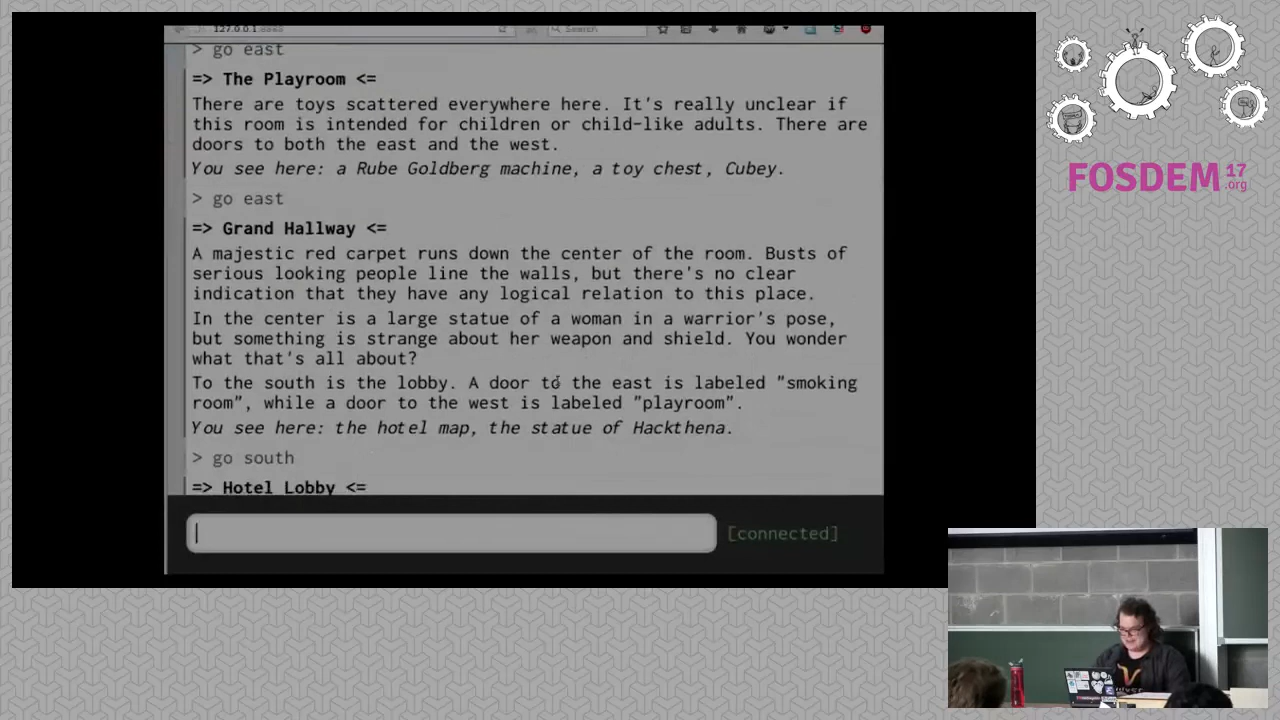 127.0.0.1:8888
Search
> go east
=> The Playroom <=
There are toys scattered everywhere here. It's really unclear if
this room is intended for children or child-like adults. There are
doors to both the east and the west.
You see here: a Rube Goldberg machine, a toy chest, Cubey.
> go east
=> Grand Hallway <=
A majestic red carpet runs down the center of the room. Busts of
serious looking people line the walls, but there's no clear
indication that they have any logical relation to this place.
In the center is a large statue of a woman in a warrior's pose,
but something is strange about her weapon and shield. You wonder
what that's all about?
To the south is the lobby. A door to the east is labeled "smoking
room", while a door to the west is labeled "playroom".
You see here: the hotel map, the statue of Hackthena.
> go south
=> Hotel Lobby <=
[connected]
FOSDEM 17
.org